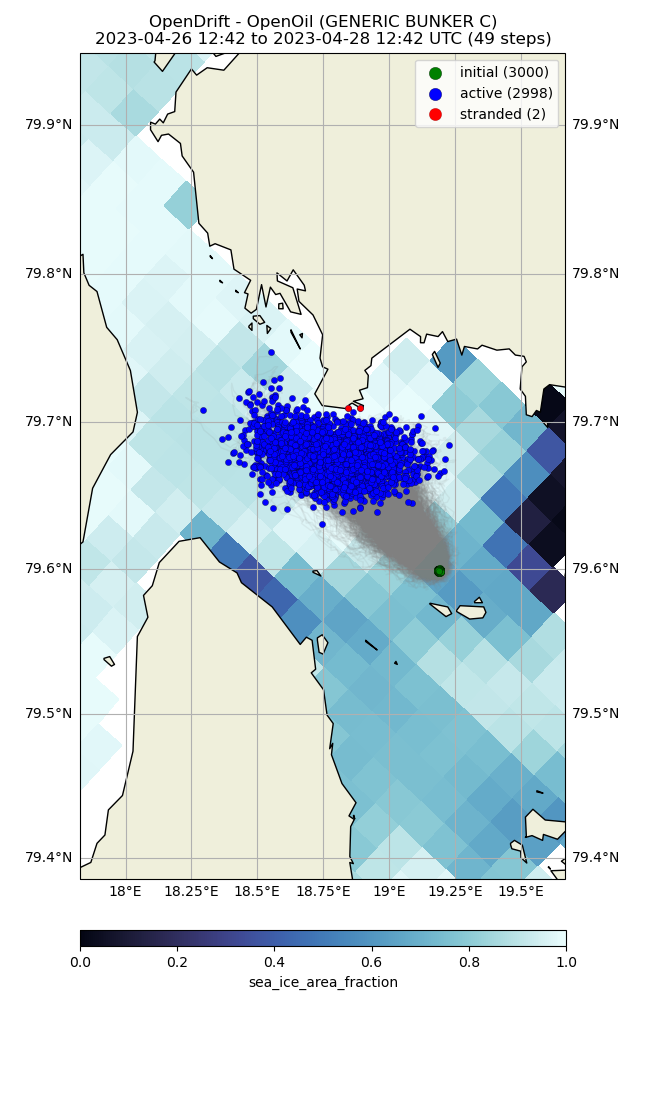 OpenDrift - OpenOil (GENERIC BUNKER C)
2023-04-26 12:42 to 2023-04-28 12:42 UTC (49 steps)
initial (3000)
active (2998)
stranded (2)
79.9°N 79.9°N
79.8°N 79.8°N
79.7°N 79.7°N
79.6°N 79.6°N
79.5°N 79.5°N
79.4°N 79.4°N
18°E 18.25°E 18.5°E 18.75°E 19°E 19.25°E 19.5°E
0.0 0.2 0.4 0.6 0.8 1.0
sea_ice_area_fraction